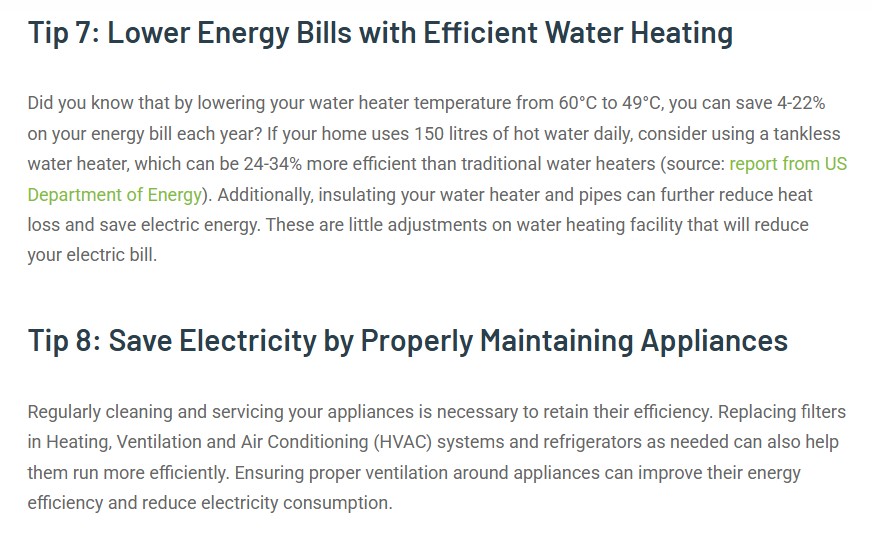 Tip 7: Lower Energy Bills with Efficient Water Heating
Did you know that by lowering your water heater temperature from 60°C to 49°C, you can save 4-22%
on your energy bill each year? If your home uses 150 litres of hot water daily, consider using a tankless
water heater, which can be 24-34% more efficient than traditional water heaters (source: report from US
Department of Energy). Additionally, insulating your water heater and pipes can further reduce heat
loss and save electric energy. These are little adjustments on water heating facility that will reduce
your electric bill.
Tip 8: Save Electricity by Properly Maintaining Appliances
Regularly cleaning and servicing your appliances is necessary to retain their efficiency. Replacing filters
in Heating, Ventilation and Air Conditioning (HVAC) systems and refrigerators as needed can also help
them run more efficiently. Ensuring proper ventilation around appliances can improve their energy
efficiency and reduce electricity consumption.